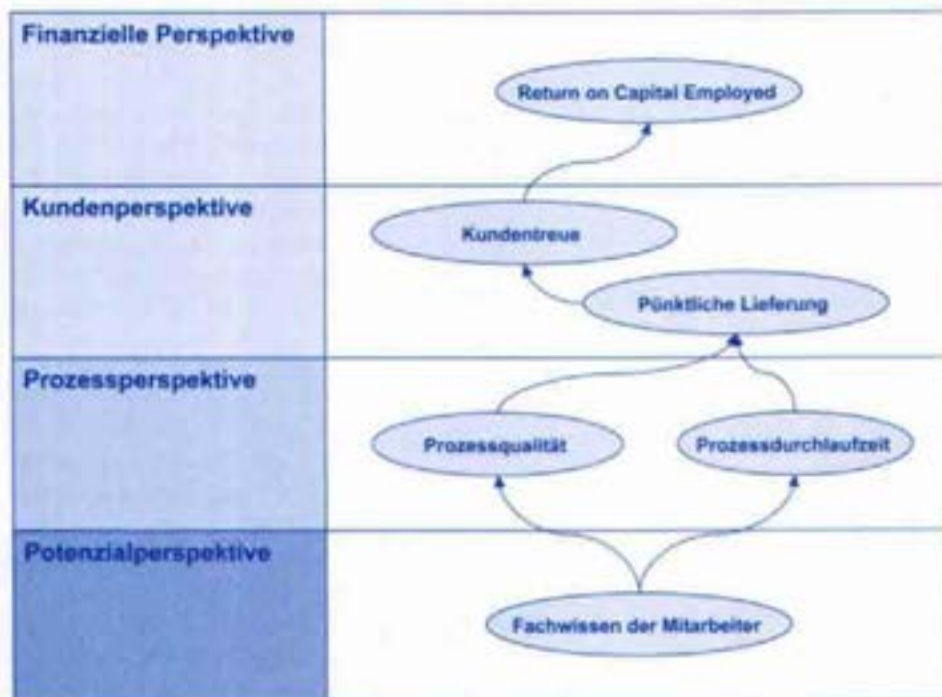 Finanzielle Perspektive
Return on Capital Employed
Kundenperspektive
Kundentreue
Pünktliche Lieferung
Prozessperspektive
Prozessqualität
Prozessdurchlaufzeit
Potenzialperspektive
Fachwissen der Mitarbeiter